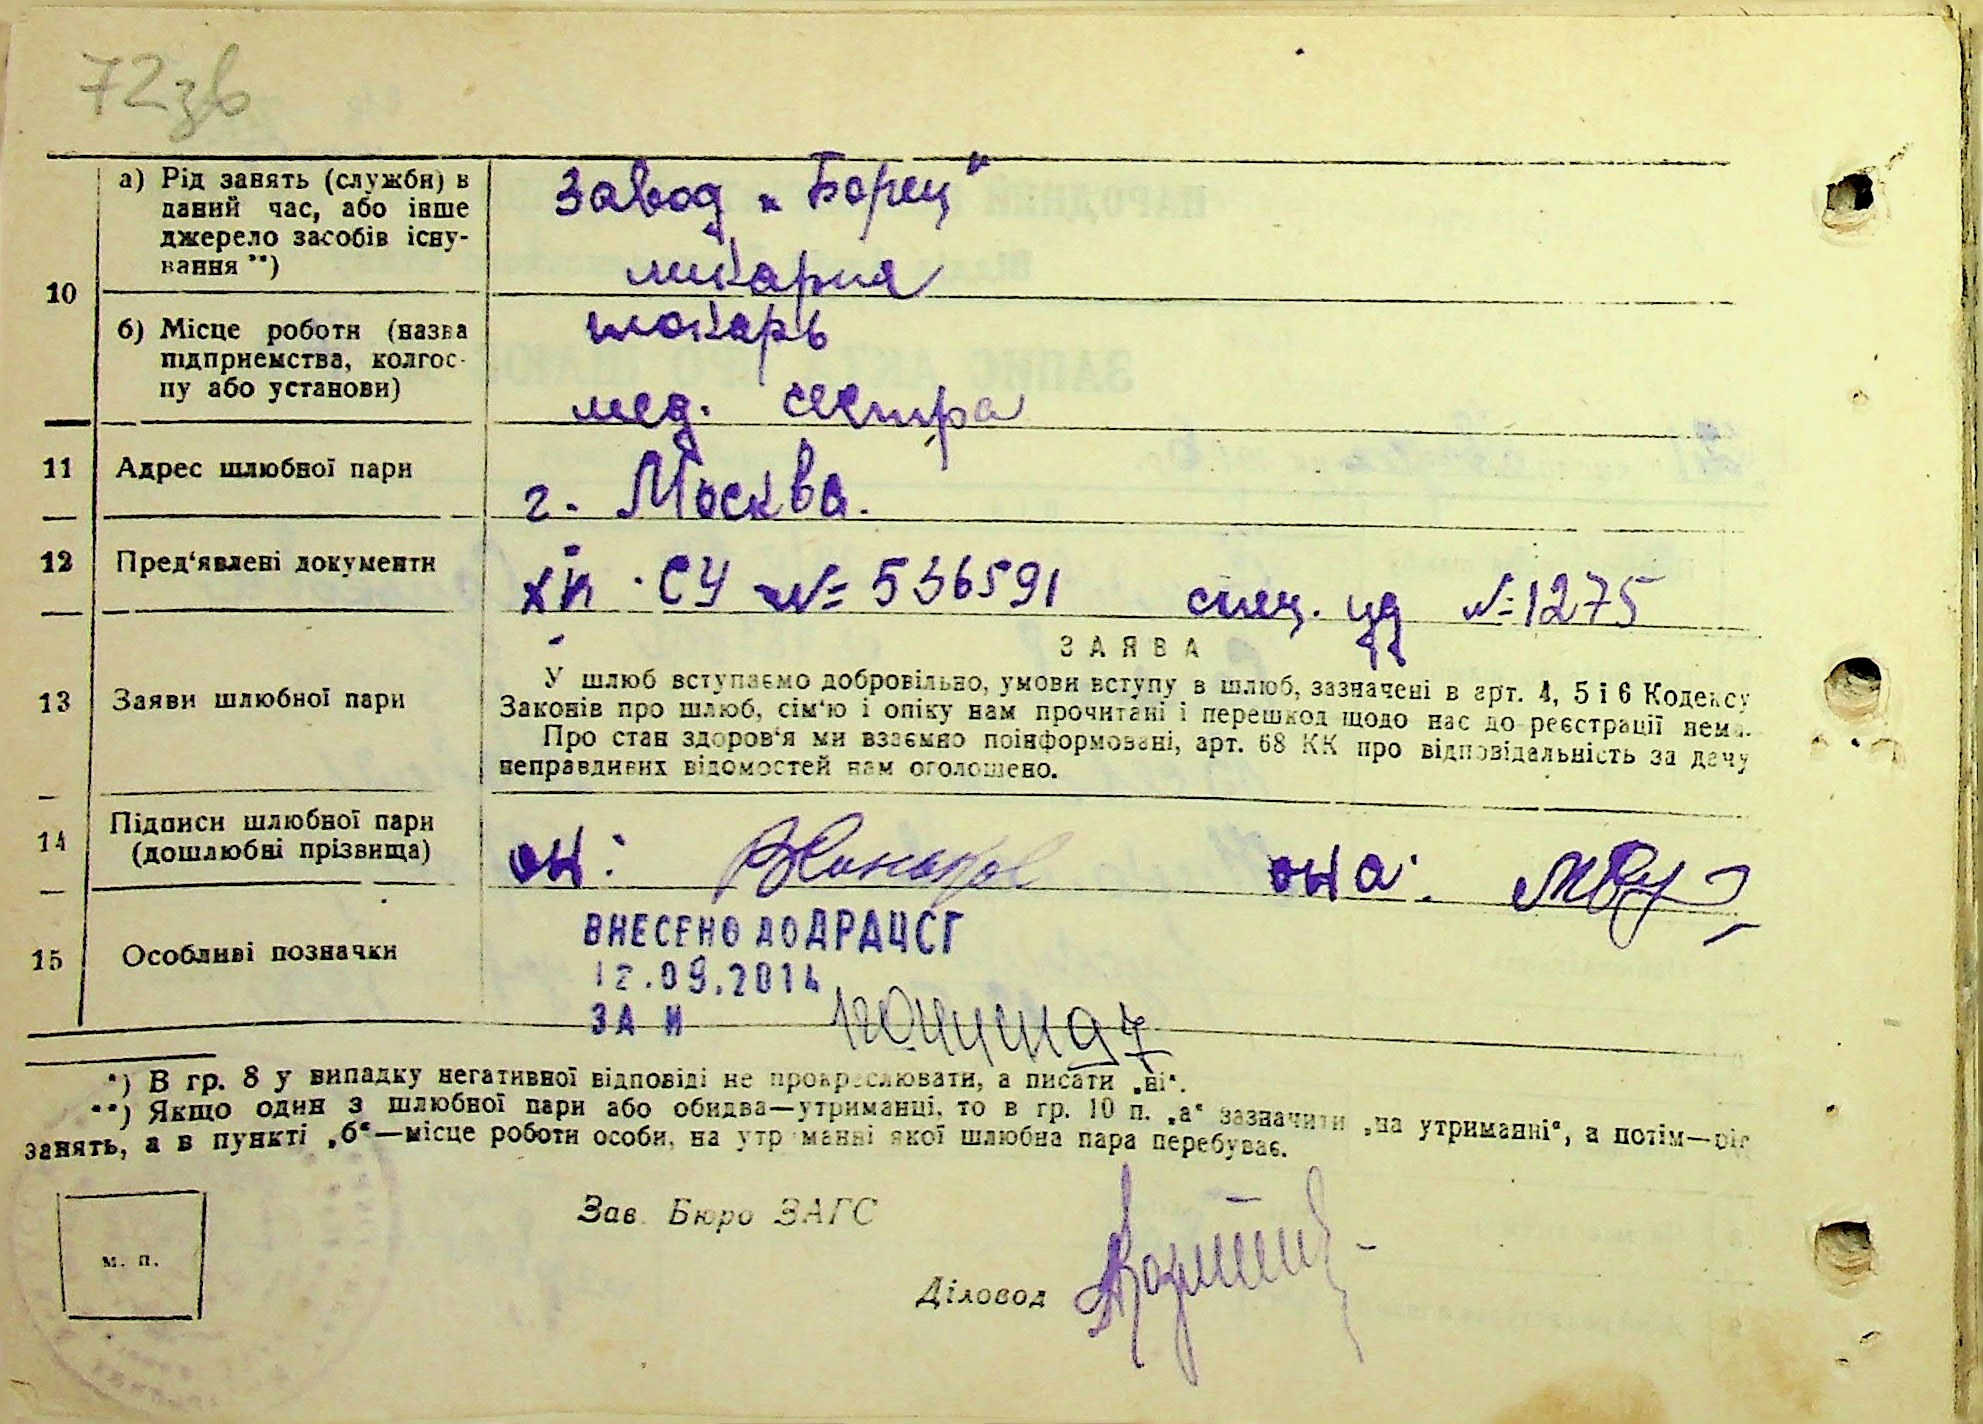 72зв
10
а) Рід занять (служби) в
даний час, або інше
джерело засобів існу-
вання **)
Завод „Борец"
ликария
б) Місце роботи (назва
підприємства, колгос-
пу або установи)
токарь
мед. сестра
11 Адрес шлюбної пари г. Москва.
12 Пред'явлені документи СУ № 536591 спец. уд № 1275
13 Заяви шлюбної пари
ЗАЯВА
У шлюб вступаємо добровільно, умови вступу в шлюб, зазначені в арт. 4, 5 і 6 Кодексу
Законів про шлюб, сім'ю і опіку нам прочитані і перешкод щодо нас до реєстрації нема.
Про стан здоров'я ми взаємно поінформовані, арт. 68 КК про відповідальність за дачу
неправдивих відомостей нам оголошено.
14 Підписи шлюбної пари
(дошлюбні прізвища)
он: она:
15 Особливі позначки
ВНЕСЕНО ДО ДРАЦСГ
12.09.2014
ЗА N
*) В гр. 8 у випадку негативної відповіді не прокреслювати, а писати „ні".
**) Якщо один з шлюбної пари або обидва—утриманці, то в гр. 10 п. „а" зазначити „на утриманні", а потім—рід
занять, а в пункті „б"—місце роботи особи, на утриманні якої шлюбна пара перебуває.
м. п.
Зав. Бюро ЗАГС
Діловод